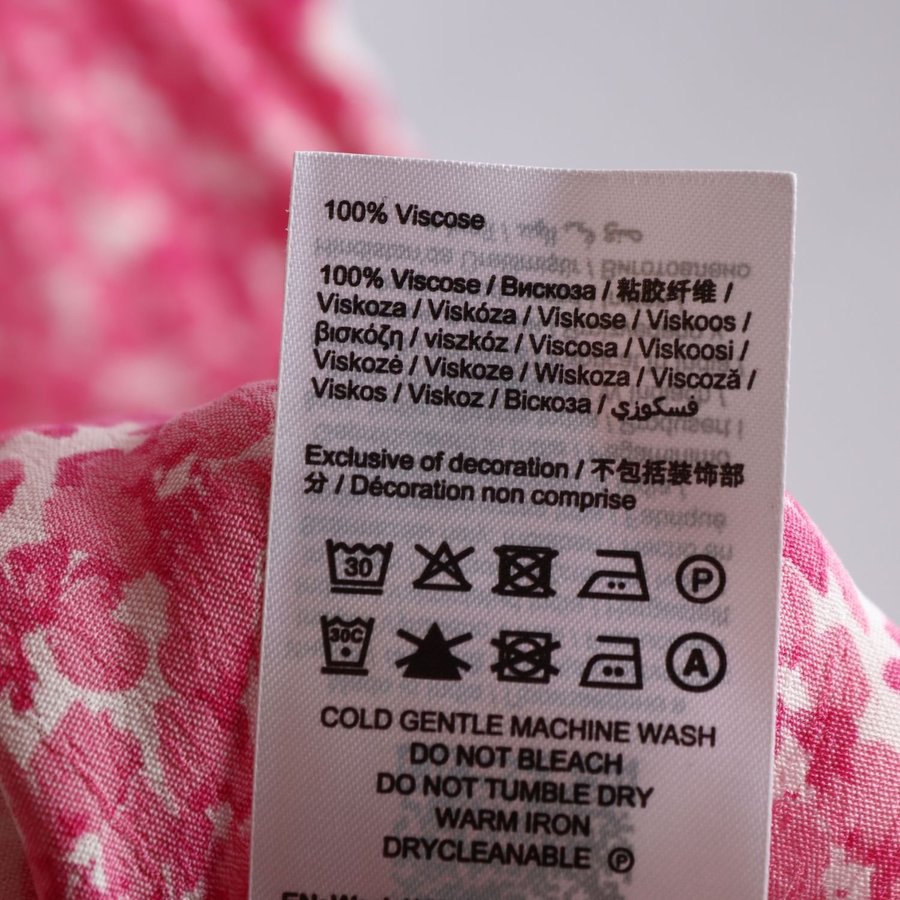 100% Viscose
100% Viscose / Вискоза / 粘胶纤维 /
Viskoza / Viskóza / Viskose / Viskoos /
βισκόζη / viszkóz / Viscosa / Viskoosi /
Viskozė / Viskoze / Wiskoza / Viscoză /
Viskos / Viskoz / Віскоза / فسكوزي
Exclusive of decoration / 不包括装饰部
分 / Décoration non comprise
30 P
30C A
COLD GENTLE MACHINE WASH
DO NOT BLEACH
DO NOT TUMBLE DRY
WARM IRON
DRYCLEANABLE P